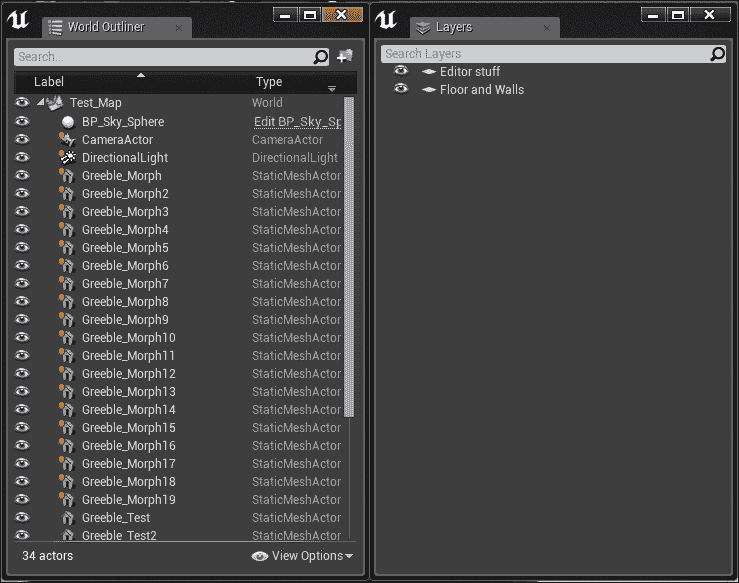 World Outliner
Search...
Label Type
Test_Map World
BP_Sky_Sphere Edit BP_Sky_Sp
CameraActor CameraActor
DirectionalLight DirectionalLight
Greeble_Morph StaticMeshActor
Greeble_Morph2 StaticMeshActor
Greeble_Morph3 StaticMeshActor
Greeble_Morph4 StaticMeshActor
Greeble_Morph5 StaticMeshActor
Greeble_Morph6 StaticMeshActor
Greeble_Morph7 StaticMeshActor
Greeble_Morph8 StaticMeshActor
Greeble_Morph9 StaticMeshActor
Greeble_Morph10 StaticMeshActor
Greeble_Morph11 StaticMeshActor
Greeble_Morph12 StaticMeshActor
Greeble_Morph13 StaticMeshActor
Greeble_Morph14 StaticMeshActor
Greeble_Morph15 StaticMeshActor
Greeble_Morph16 StaticMeshActor
Greeble_Morph17 StaticMeshActor
Greeble_Morph18 StaticMeshActor
Greeble_Morph19 StaticMeshActor
Greeble_Test StaticMeshActor
Greeble_Test2 StaticMeshActor
34 actors View Options
Layers
Search Layers
Editor stuff
Floor and Walls